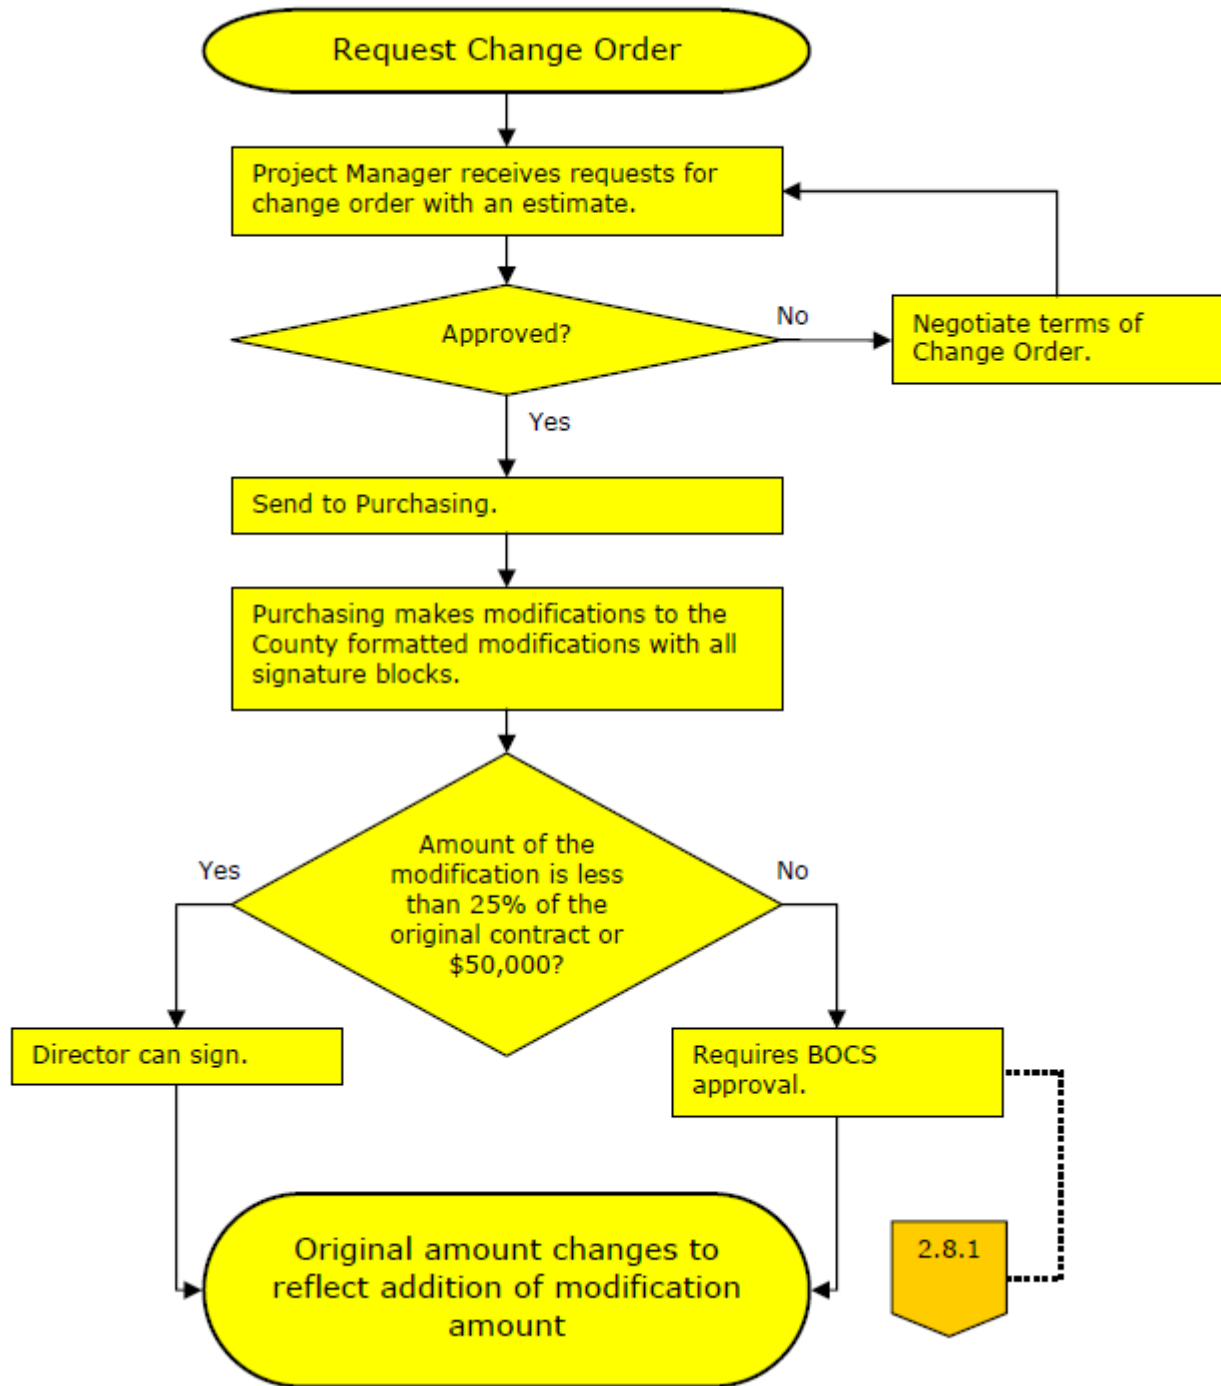 Request Change Order
Project Manager receives requests for
change order with an estimate.
Approved?
No
Negotiate terms of
Change Order.
Yes
Send to Purchasing.
Purchasing makes modifications to the
County formatted modifications with all
signature blocks.
Yes
Amount of the
modification is less
than 25% of the
original contract or
$50,000?
No
Director can sign.
Requires BOCS
approval.
2.8.1
Original amount changes to
reflect addition of modification
amount